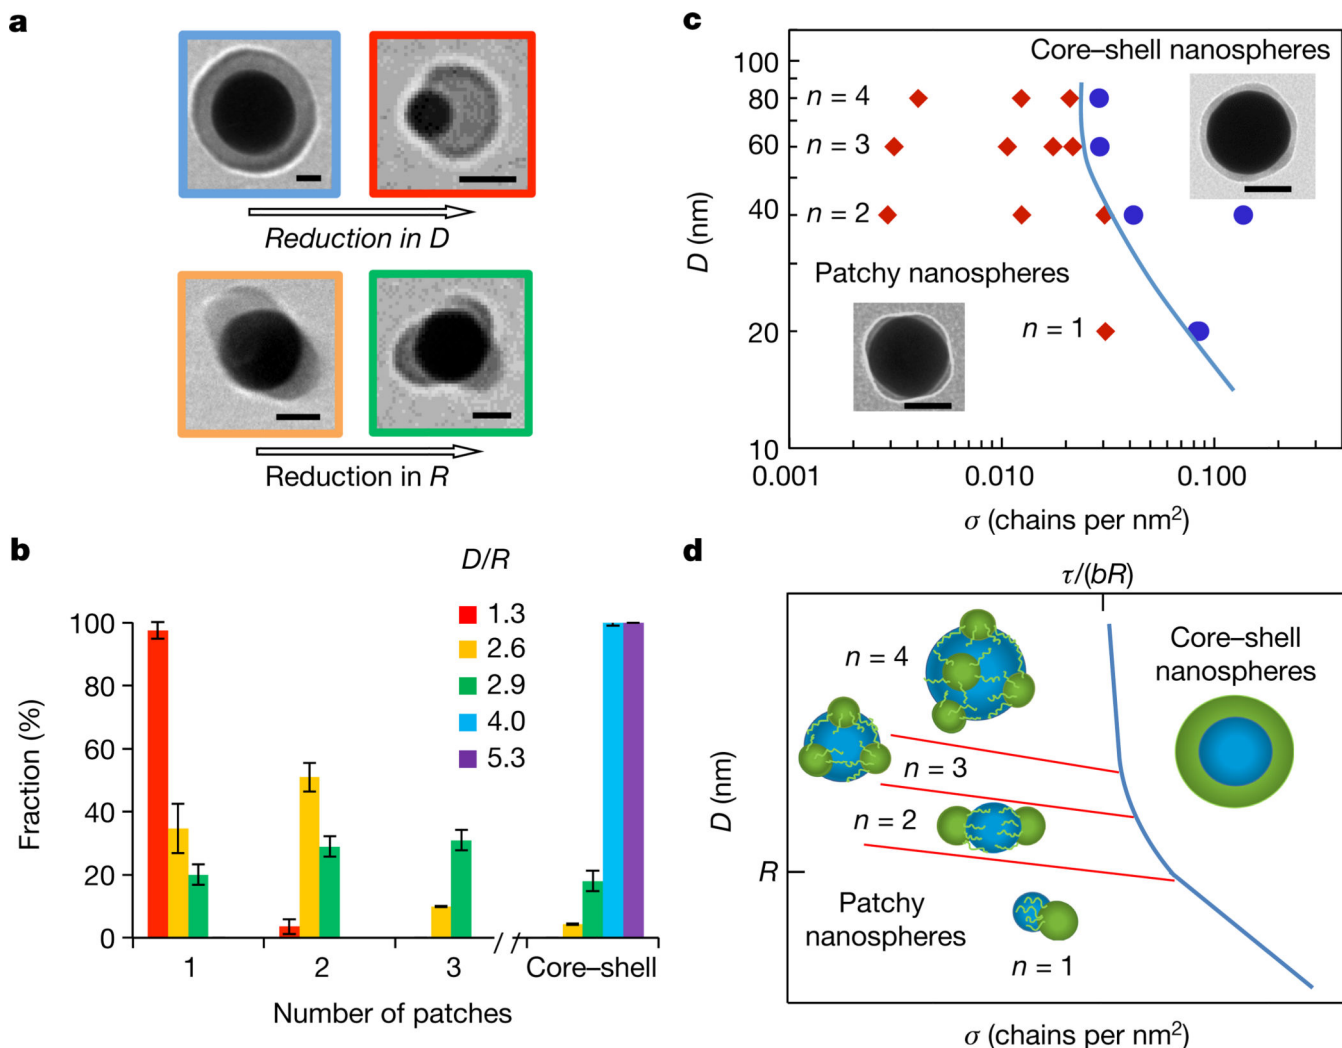 a
Reduction in D
Reduction in R
b
D/R
1.3
2.6
2.9
4.0
5.3
100
80
60
40
20
0
Fraction (%)
1
2
3
Core–shell
Number of patches
c
100
80
60
40
20
10
D (nm)
n = 4
n = 3
n = 2
n = 1
Core–shell nanospheres
Patchy nanospheres
0.001
0.010
0.100
σ (chains per nm²)
d
τ/(bR)
n = 4
n = 3
n = 2
n = 1
Core–shell
nanospheres
Patchy
nanospheres
D (nm)
R
σ (chains per nm²)